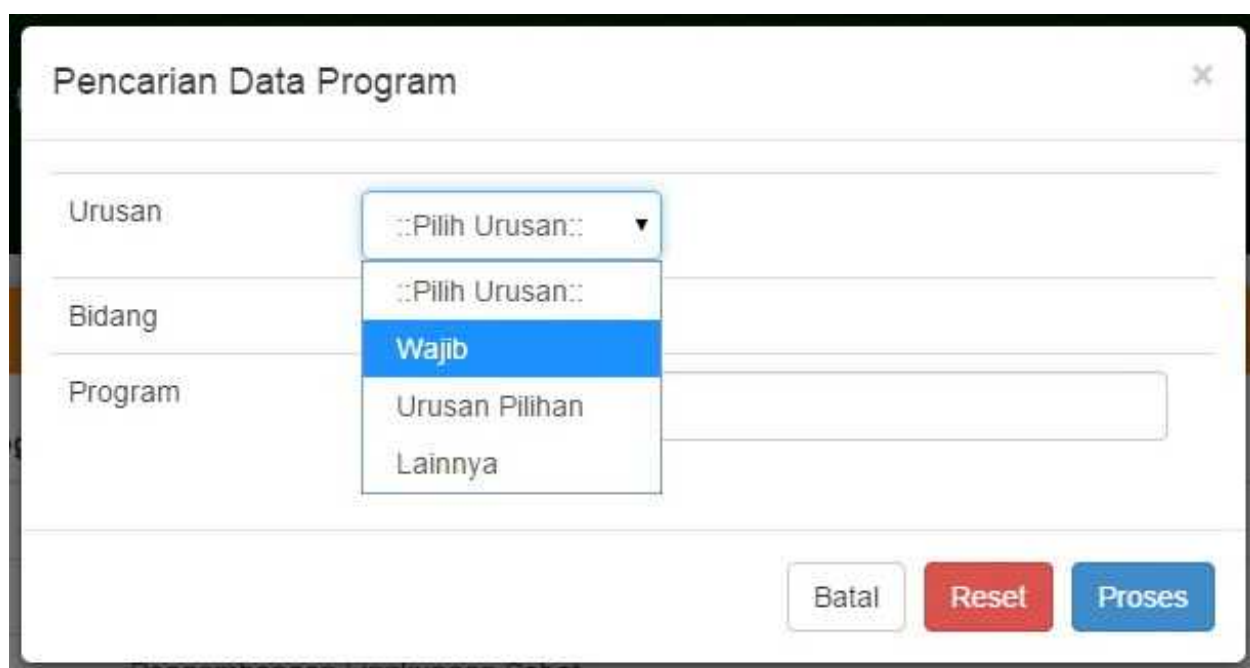 Pencarian Data Program
×
Urusan
::Pilih Urusan::
::Pilih Urusan::
Bidang
Wajib
Program
Urusan Pilihan
Lainnya
Batal Reset Proses